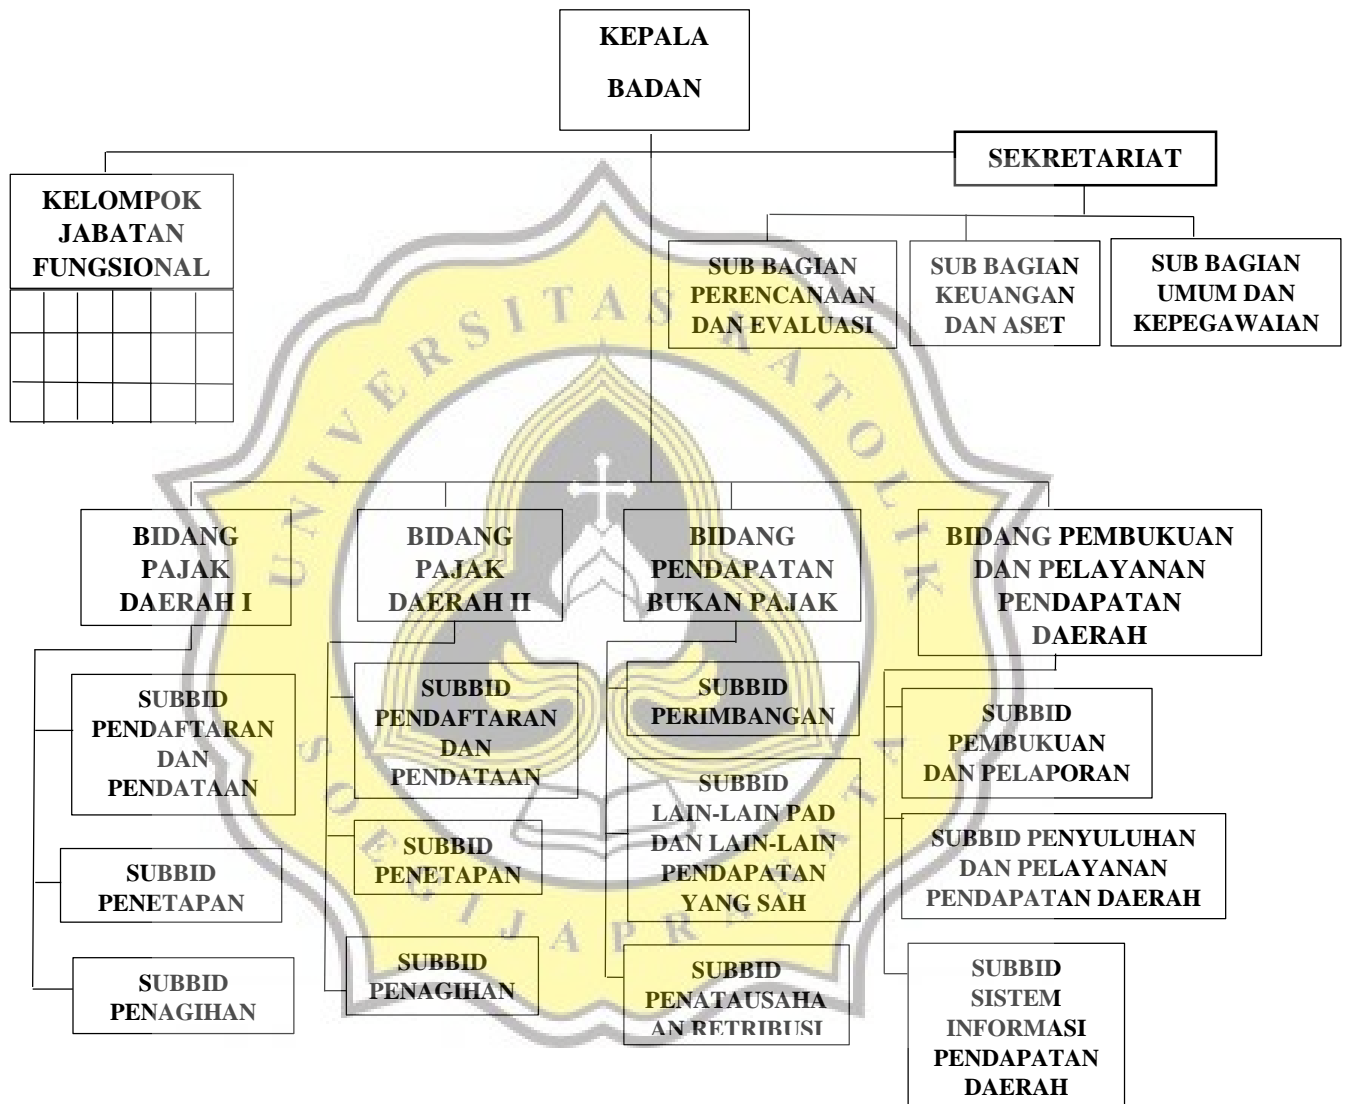 KEPALA
BADAN
SEKRETARIAT
KELOMPOK
JABATAN
FUNGSIONAL
SUB BAGIAN
PERENCANAAN
DAN EVALUASI
SUB BAGIAN
KEUANGAN
DAN ASET
SUB BAGIAN
UMUM DAN
KEPEGAWAIAN
UNIVERSITAS KATOLIK
SOEGIJAPRANATA
BIDANG
PAJAK
DAERAH I
BIDANG
PAJAK
DAERAH II
BIDANG
PENDAPATAN
BUKAN PAJAK
BIDANG PEMBUKUAN
DAN PELAYANAN
PENDAPATAN
DAERAH
SUBBID
PENDAFTARAN
DAN
PENDATAAN
SUBBID
PENETAPAN
SUBBID
PENAGIHAN
SUBBID
PENDAFTARAN
DAN
PENDATAAN
SUBBID
PENETAPAN
SUBBID
PENAGIHAN
SUBBID
PERIMBANGAN
SUBBID
LAIN-LAIN PAD
DAN LAIN-LAIN
PENDAPATAN
YANG SAH
SUBBID
PENATAUSAHA
AN RETRIBUSI
SUBBID
PEMBUKUAN
DAN PELAPORAN
SUBBID PENYULUHAN
DAN PELAYANAN
PENDAPATAN DAERAH
SUBBID
SISTEM
INFORMASI
PENDAPATAN
DAERAH